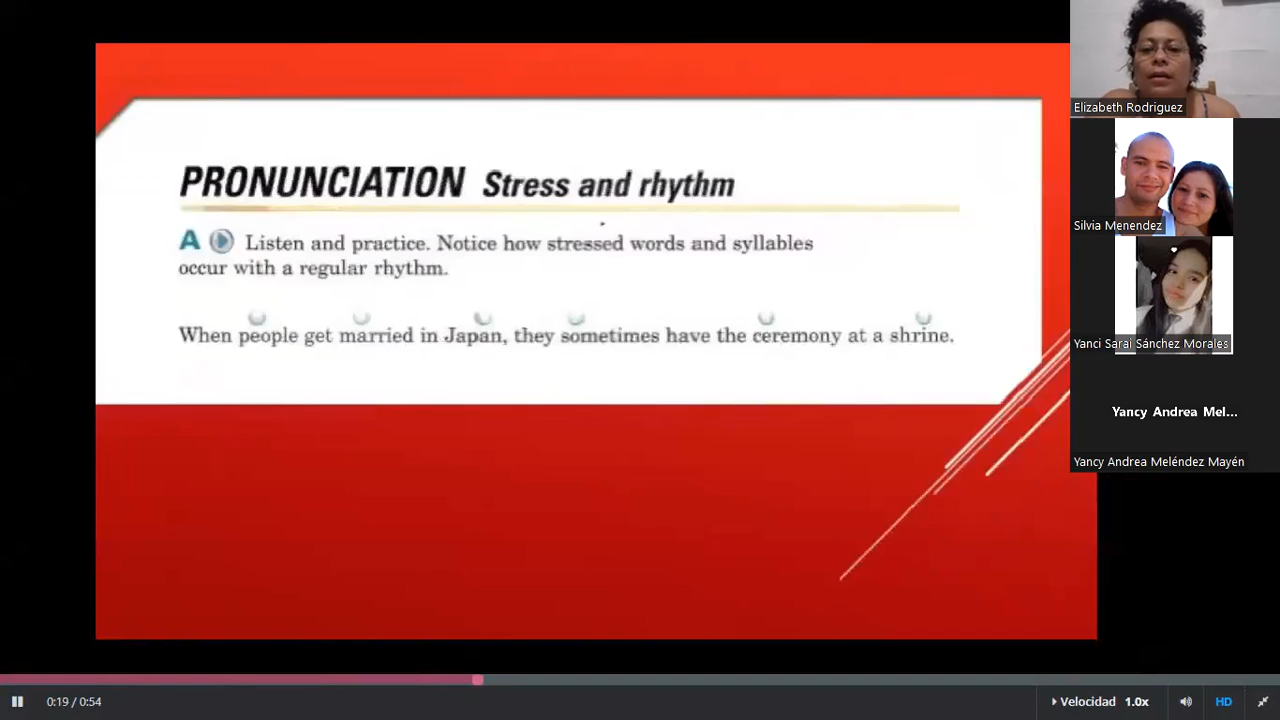 PRONUNCIATION Stress and rhythm
A Listen and practice. Notice how stressed words and syllables
occur with a regular rhythm.
When people get married in Japan, they sometimes have the ceremony at a shrine.
Elizabeth Rodriguez
Silvia Menendez
Yanci Sarai Sánchez Morales
Yancy Andrea Mel...
Yancy Andrea Meléndez Mayén
0:19 / 0:54
Velocidad 1.0x
HD